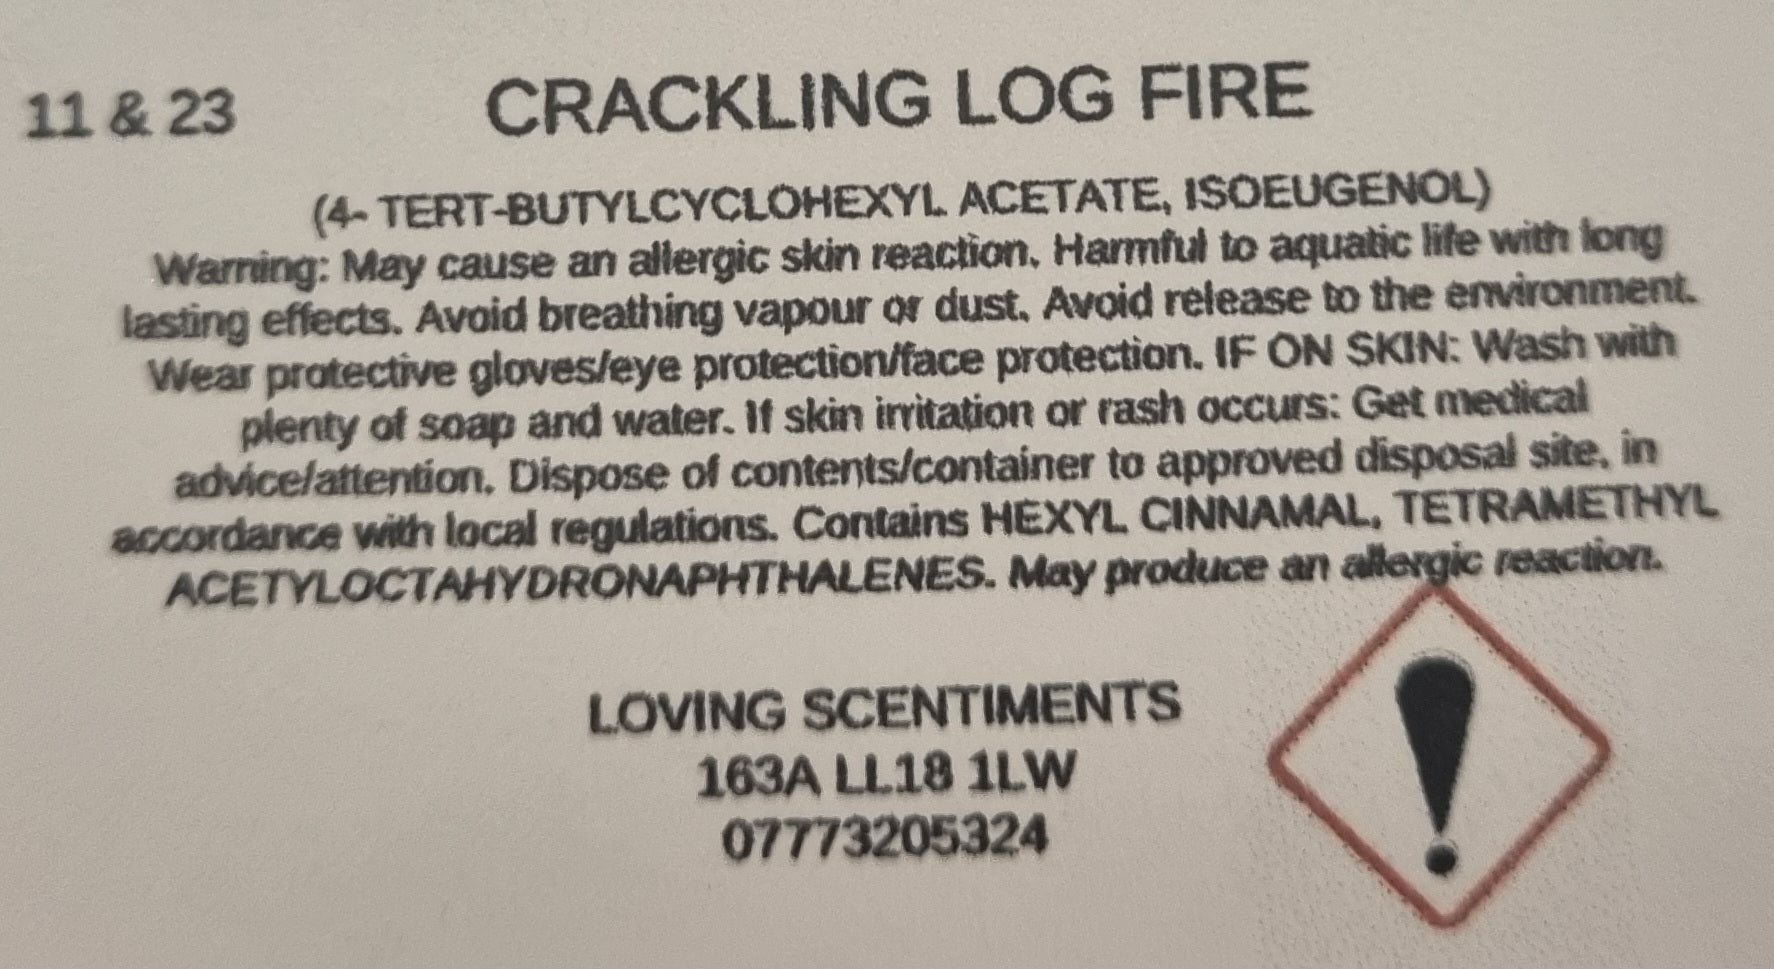 11 & 23
CRACKLING LOG FIRE
(4- TERT-BUTYLCYCLOHEXYL ACETATE, ISOEUGENOL)
Warning: May cause an allergic skin reaction. Harmful to aquatic life with long
lasting effects. Avoid breathing vapour or dust. Avoid release to the environment.
Wear protective gloves/eye protection/face protection. IF ON SKIN: Wash with
plenty of soap and water. If skin irritation or rash occurs: Get medical
advice/attention. Dispose of contents/container to approved disposal site, in
accordance with local regulations. Contains HEXYL CINNAMAL, TETRAMETHYL
ACETYLOCTAHYDRONAPHTHALENES. May produce an allergic reaction.
LOVING SCENTIMENTS
163A LL18 1LW
07773205324